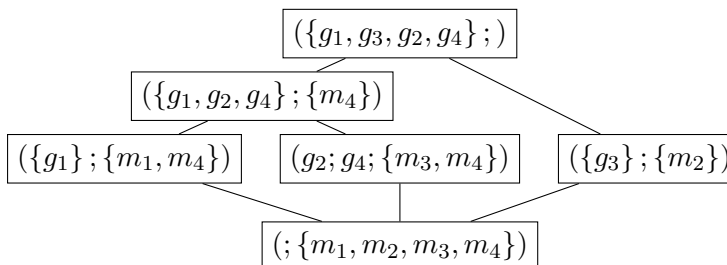 ({g1, g3, g2, g4} ; )
({g1, g2, g4} ; {m4})
({g1} ; {m1, m4})
(g2; g4; {m3, m4})
({g3} ; {m2})
(; {m1, m2, m3, m4})